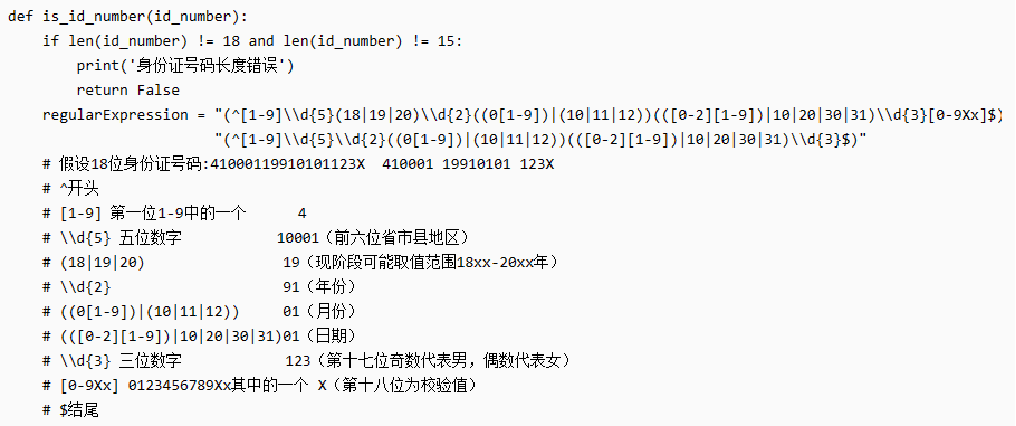 def is_id_number(id_number):
    if len(id_number) != 18 and len(id_number) != 15:
        print('身份证号码长度错误')
        return False
    regularExpression = "(^[1-9]\\d{5}(18|19|20)\\d{2}((0[1-9])|(10|11|12))(([0-2][1-9])|10|20|30|31)\\d{3}[0-9Xx]$)
                        "(^[1-9]\\d{5}\\d{2}((0[1-9])|(10|11|12))(([0-2][1-9])|10|20|30|31)\\d{3}$)"
    # 假设18位身份证号码:41000119910101123X  410001 19910101 123X
    # ^开头
    # [1-9] 第一位1-9中的一个      4
    # \\d{5} 五位数字           10001（前六位省市县地区）
    # (18|19|20)                19（现阶段可能取值范围18xx-20xx年）
    # \\d{2}                    91（年份）
    # ((0[1-9])|(10|11|12))     01（月份）
    # (([0-2][1-9])|10|20|30|31)01（日期）
    # \\d{3} 三位数字            123（第十七位奇数代表男，偶数代表女）
    # [0-9Xx] 0123456789Xx其中的一个 X（第十八位为校验值）
    # $结尾